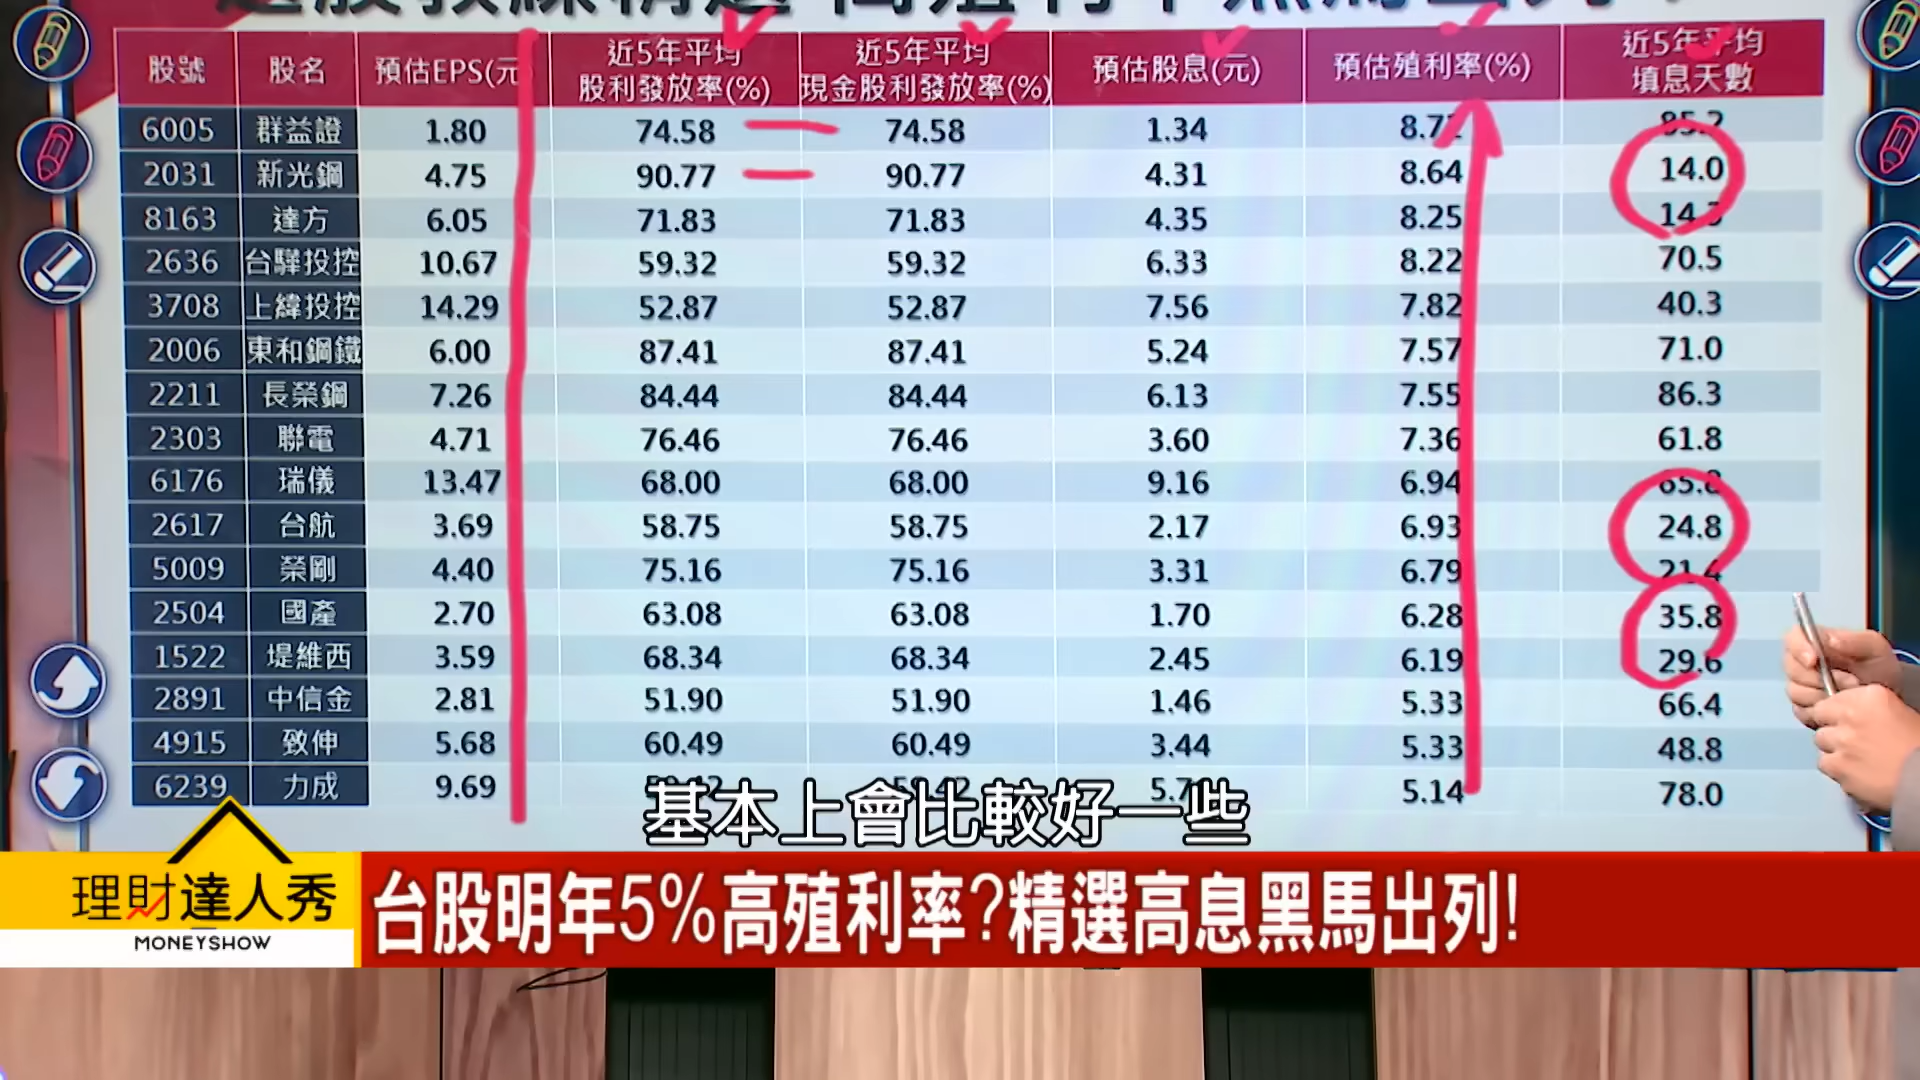 股號 股名 預估EPS(元 近5年平均股利發放率(%) 近5年平均現金股利發放率(%) 預估股息(元) 預估殖利率(%) 近5年平均填息天數
6005 群益證 1.80 74.58 74.58 1.34 85.2
2031 新光鋼 4.75 90.77 90.77 4.31 8.64 14.0
8163 達方 6.05 71.83 71.83 4.35 8.25
2636 台驊投控 10.67 59.32 59.32 6.33 8.22 70.5
3708 上緯投控 14.29 52.87 52.87 7.56 7.82 40.3
2006 東和鋼鐵 6.00 87.41 87.41 5.24 7.57 71.0
2211 長榮鋼 7.26 84.44 84.44 6.13 7.55 86.3
2303 聯電 4.71 76.46 76.46 3.60 7.36 61.8
6176 瑞儀 13.47 68.00 68.00 9.16 6.94 65.8
2617 台航 3.69 58.75 58.75 2.17 6.93 24.8
5009 榮剛 4.40 75.16 75.16 3.31 6.79 21.4
2504 國產 2.70 63.08 63.08 1.70 6.28 35.8
1522 堤維西 3.59 68.34 68.34 2.45 6.19 29.6
2891 中信金 2.81 51.90 51.90 1.46 5.33 66.4
4915 致伸 5.68 60.49 60.49 3.44 5.33 48.8
6239 力成 9.69 5.14 78.0
基本上會比較好一些
理財達人秀
MONEYSHOW
台股明年5%高殖利率?精選高息黑馬出列!